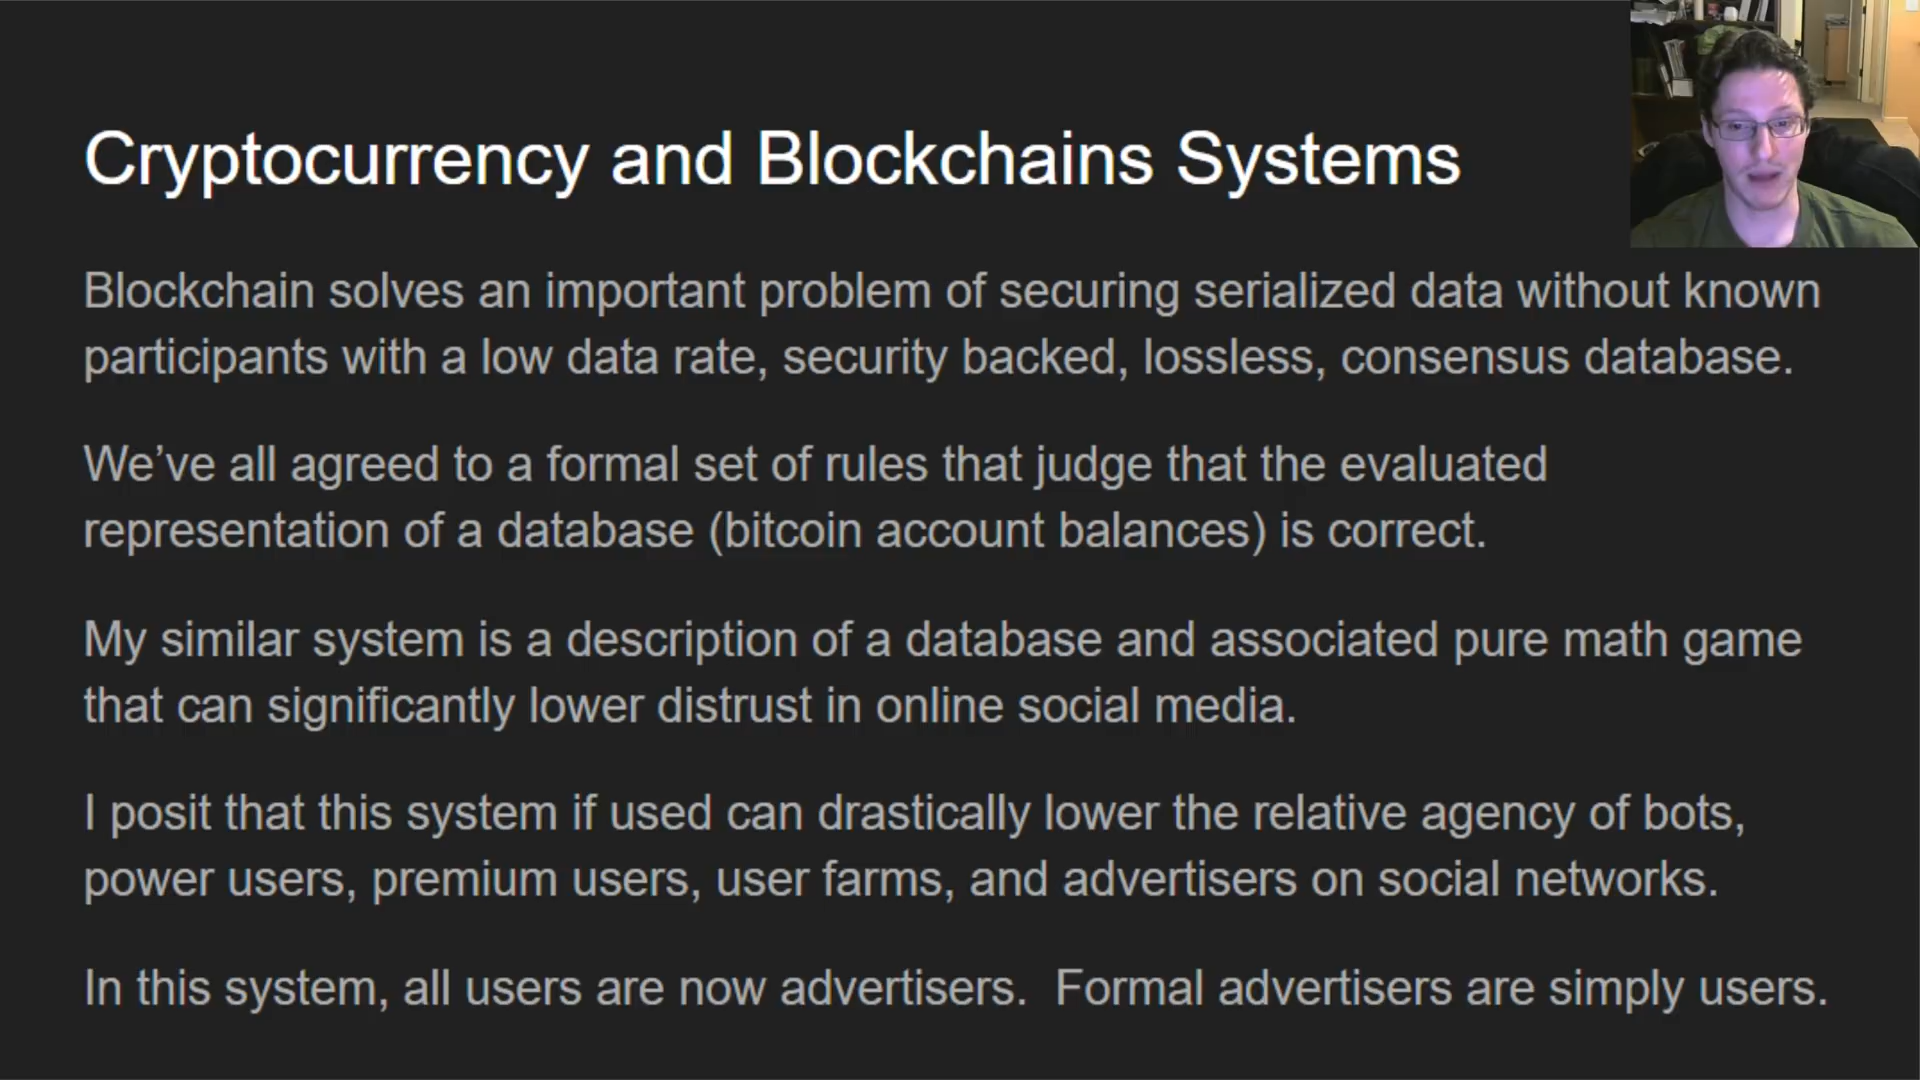 Cryptocurrency and Blockchains Systems
Blockchain solves an important problem of securing serialized data without known
participants with a low data rate, security backed, lossless, consensus database.
We’ve all agreed to a formal set of rules that judge that the evaluated
representation of a database (bitcoin account balances) is correct.
My similar system is a description of a database and associated pure math game
that can significantly lower distrust in online social media.
I posit that this system if used can drastically lower the relative agency of bots,
power users, premium users, user farms, and advertisers on social networks.
In this system, all users are now advertisers.  Formal advertisers are simply users.